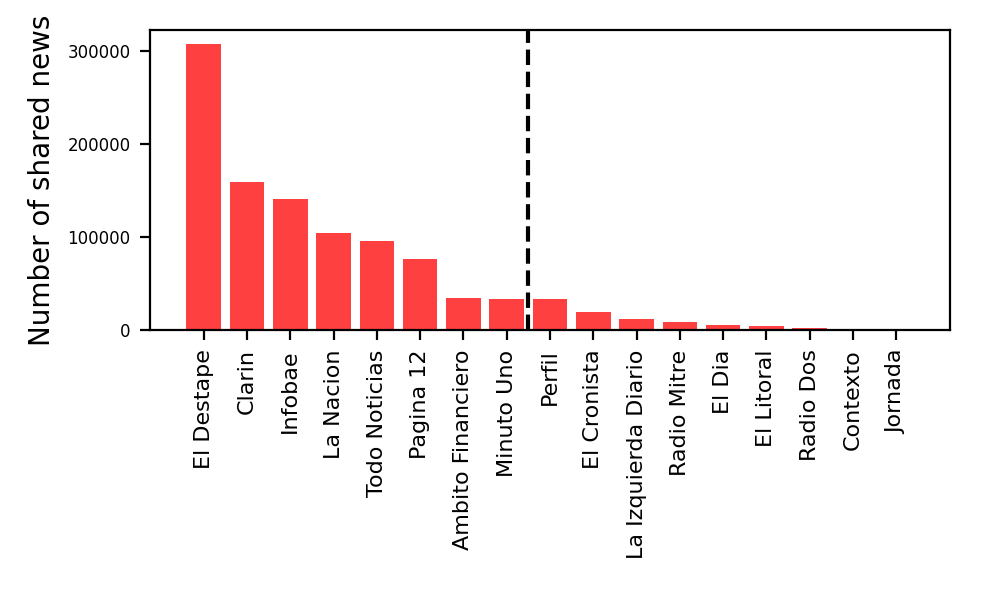 Number of shared news
300000
200000
100000
0
El Destape
Clarin
Infobae
La Nacion
Todo Noticias
Pagina 12
Ambito Financiero
Minuto Uno
Perfil
El Cronista
La Izquierda Diario
Radio Mitre
El Dia
El Litoral
Radio Dos
Contexto
Jornada